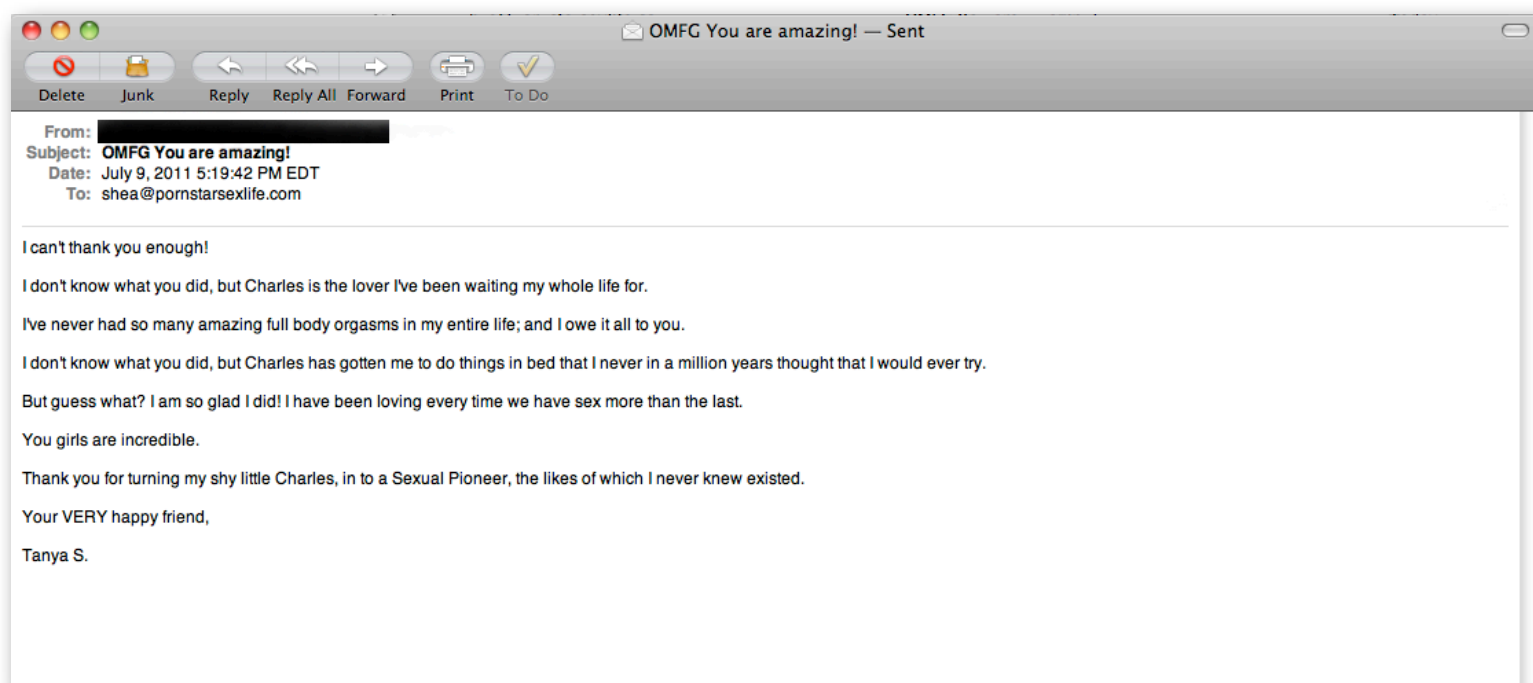 OMFG You are amazing! — Sent
Delete Junk Reply Reply All Forward Print To Do
From:
Subject: OMFG You are amazing!
Date: July 9, 2011 5:19:42 PM EDT
To: shea@pornstarsexlife.com
I can't thank you enough!
I don't know what you did, but Charles is the lover I've been waiting my whole life for.
I've never had so many amazing full body orgasms in my entire life; and I owe it all to you.
I don't know what you did, but Charles has gotten me to do things in bed that I never in a million years thought that I would ever try.
But guess what? I am so glad I did! I have been loving every time we have sex more than the last.
You girls are incredible.
Thank you for turning my shy little Charles, in to a Sexual Pioneer, the likes of which I never knew existed.
Your VERY happy friend,
Tanya S.